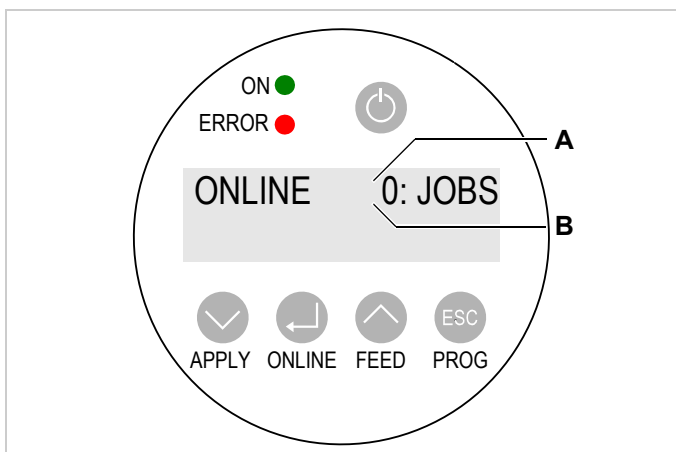 ON
ERROR
A
ONLINE 0: JOBS
B
ESC
APPLY ONLINE FEED PROG